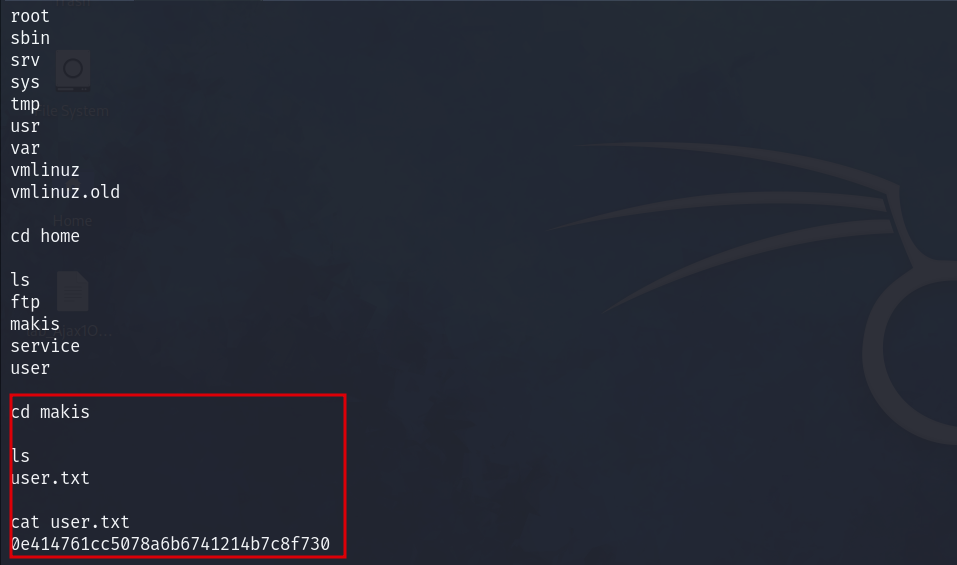 root
sbin
srv
sys
tmp
usr
var
vmlinuz
vmlinuz.old
cd home
Home
ls
ftp
makis
service
user
cd makis
ls
user.txt
cat user.txt
0e414761cc5078a6b6741214b7c8f730